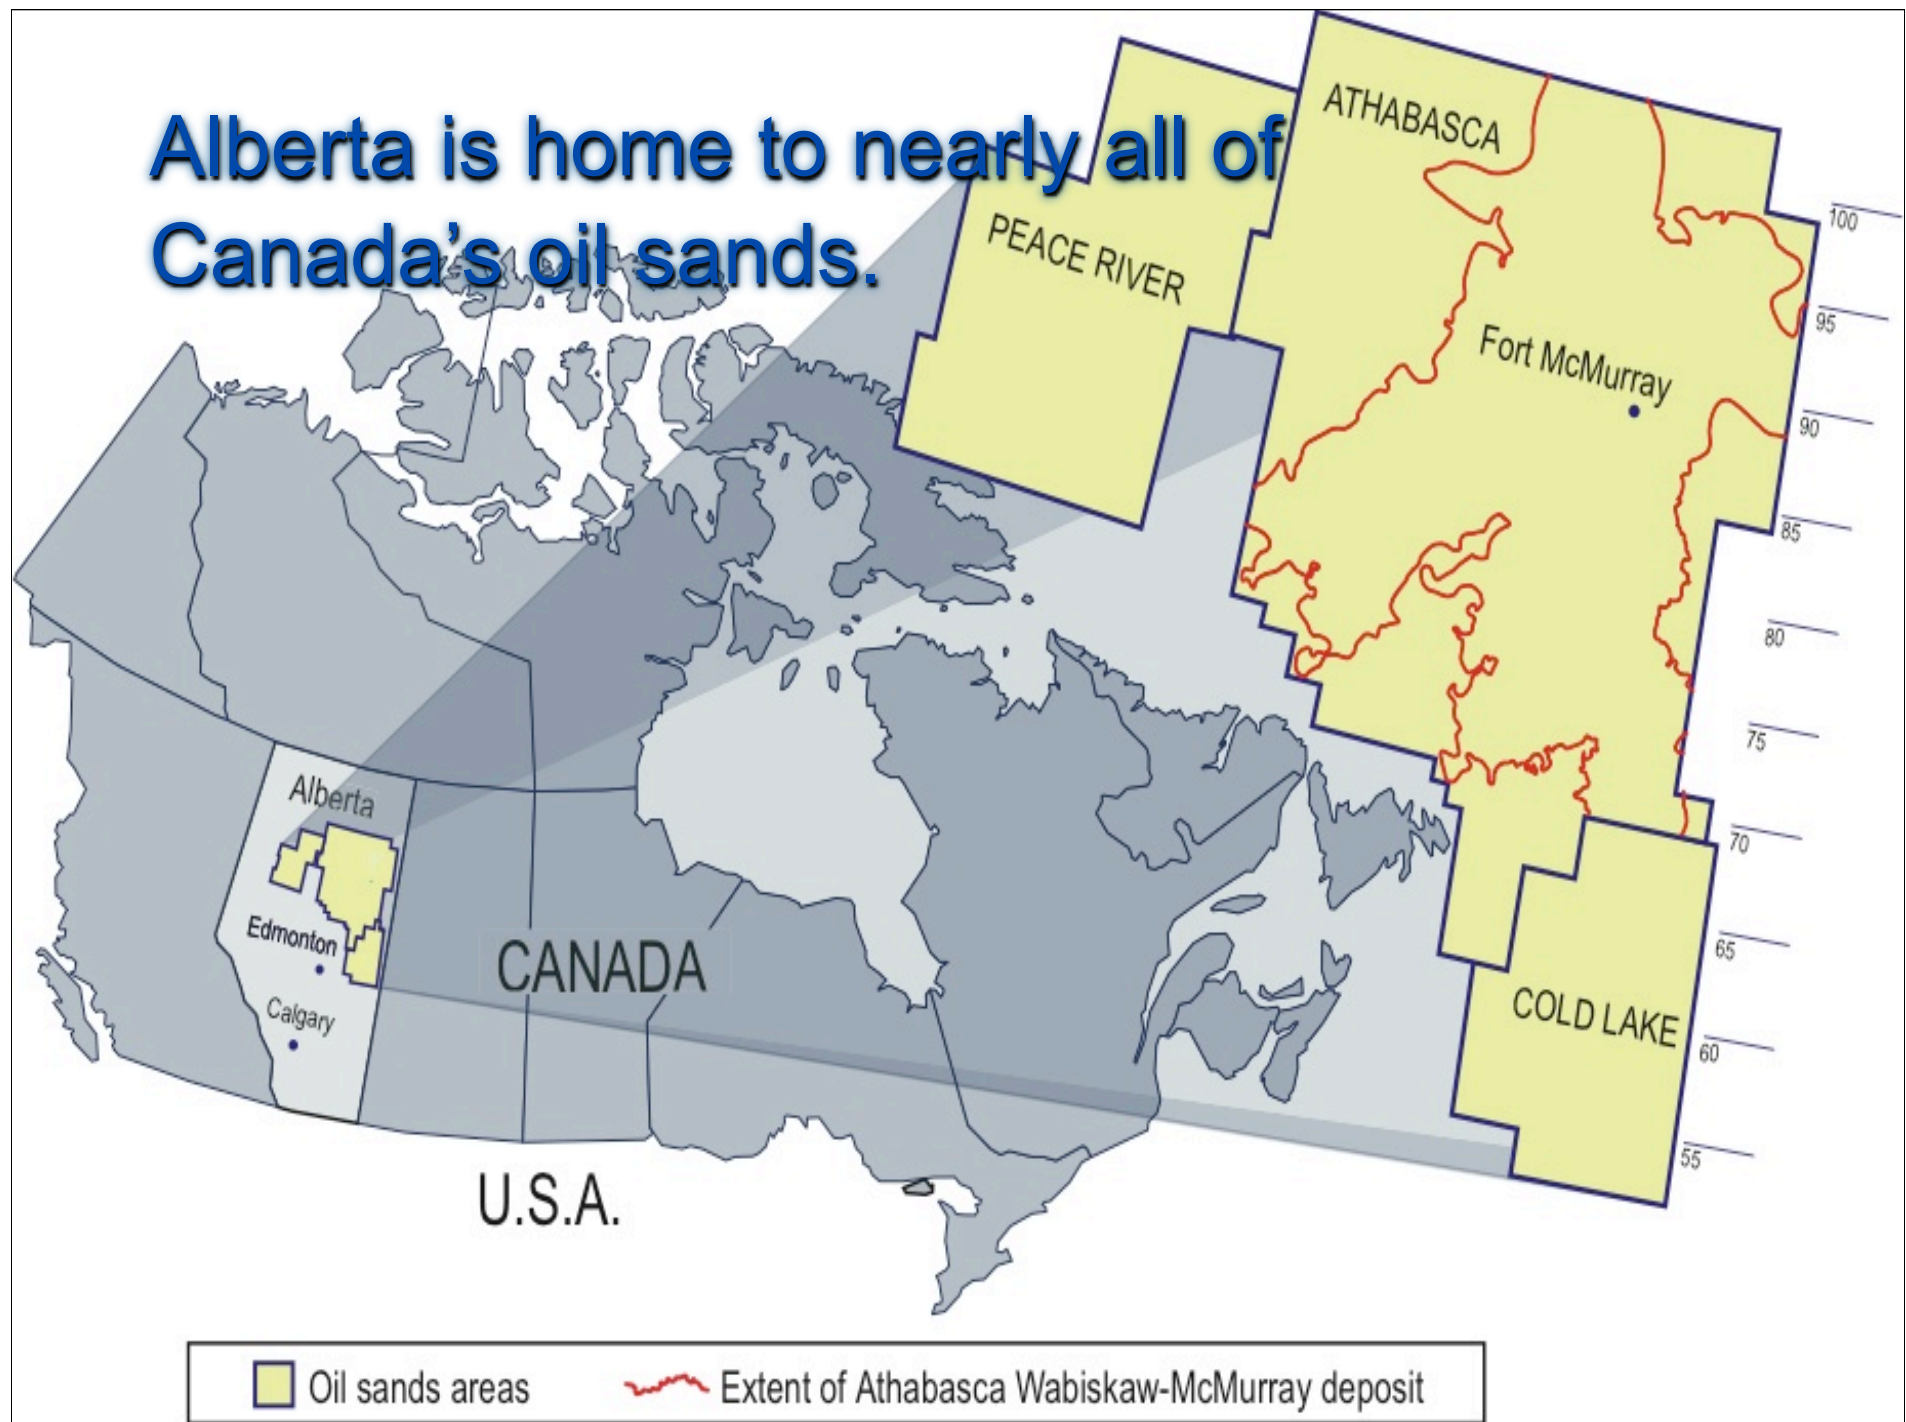 Alberta is home to nearly all of
Canada’s oil sands.
ATHABASCA
PEACE RIVER
Fort McMurray
100
95
90
85
80
75
70
65
60
55
COLD LAKE
Alberta
Edmonton
Calgary
CANADA
U.S.A.
Oil sands areas
Extent of Athabasca Wabiskaw-McMurray deposit